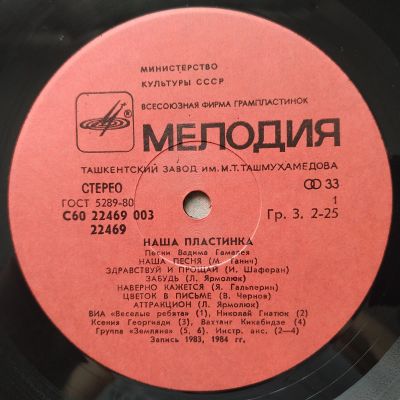 МИНИСТЕРСТВО
КУЛЬТУРЫ СССР
ВСЕСОЮЗНАЯ ФИРМА ГРАМПЛАСТИНОК
МЕЛОДИЯ
ТАШКЕНТСКИЙ ЗАВОД им. М.Т. ТАШМУХАМЕДОВА
СТЕРЕО
33
ГОСТ 5289-80
1
С60 22469 003
Гр. 3. 2-25
22469
НАША ПЛАСТИНКА
Песни Вадима Гамалея
НАША ПЕСНЯ (М. Ганич)
ЗДРАВСТВУЙ И ПРОЩАЙ (И. Шаферан)
ЗАБУДЬ (Л. Ярмолюк)
НАВЕРНО КАЖЕТСЯ (Я. Гальперин)
ЦВЕТОК В ПИСЬМЕ (В. Чернов)
АТТРАКЦИОН (Л. Ярмолюк)
ВИА «Веселые ребята» (1), Николай Гнатюк (2)
Ксения Георгиади (3), Вахтанг Кикабидзе (4)
Группа «Земляне» (5, 6). Инстр. анс. (2—4)
Запись 1983, 1984 гг.